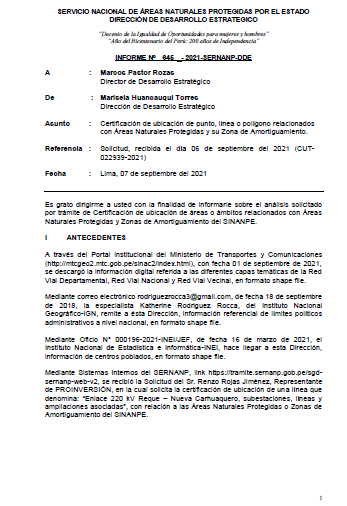 SERVICIO NACIONAL DE ÁREAS NATURALES PROTEGIDAS POR EL ESTADO
DIRECCIÓN DE DESARROLLO ESTRATEGICO
"Decenio de la Igualdad de Oportunidades para mujeres y hombres"
"Año del Bicentenario del Perú: 200 años de Independencia"
INFORME Nº 645 _- 2021-SERNANP-DDE
A : Marcos Pastor Rozas
Director de Desarrollo Estratégico
De : Marisela Huancauqui Torres
Dirección de Desarrollo Estratégico
Asunto : Certificación de ubicación de punto, línea o polígono relacionados
con Áreas Naturales Protegidas y su Zona de Amortiguamiento.
Referencia : Solicitud, recibida el día 06 de setiembre del 2021 (CUT-
022939-2021)
Fecha : Lima, 07 de setiembre del 2021
Es grato dirigirme a usted con la finalidad de informarle sobre el análisis solicitado
por trámite de Certificación de ubicación de áreas o ámbitos relacionados con Áreas
Naturales Protegidas y Zonas de Amortiguamiento del SINANPE.
I ANTECEDENTES
A través del Portal Institucional del Ministerio de Transportes y Comunicaciones
(http://mtcgeo2.mtc.gob.pe/sinac2/index.html), con fecha 01 de setiembre de 2021,
se descargó la información digital referida a las diferentes capas temáticas de la Red
Vial Departamental, Red Vial Nacional y Red Vial Vecinal, en formato shape file.
Mediante correo electrónico rodriguezrocca3@gmail.com, de fecha 18 de setiembre
de 2018, la especialista Katherine Rodríguez Rocca, del Instituto Nacional
Geográfico-IGN, remite a ésta Dirección, información referencial de límites políticos
administrativos a nivel nacional, en formato shape file.
Mediante Oficio N° 000196-2021-INEI/JEF, de fecha 16 de marzo de 2021, el
Instituto Nacional de Estadística e Informática-INEI, hace llegar a esta Dirección,
información de centros poblados, en formato shape file.
Mediante Sistemas Internos del SERNANP, link https://tramite.sernanp.gob.pe/sgd-
sernanp-web-v2, se recibió la Solicitud del Sr. Renzo Rojas Jiménez, Representante
de PROINVERSIÓN, en la cual solicita la certificación de ubicación de una línea que
denomina: "Enlace 220 kV Reque – Nueva Carhuaquero, subestaciones, líneas y
ampliaciones asociadas", con relación a las Áreas Naturales Protegidas o Zonas de
Amortiguamiento del SINANPE.
1